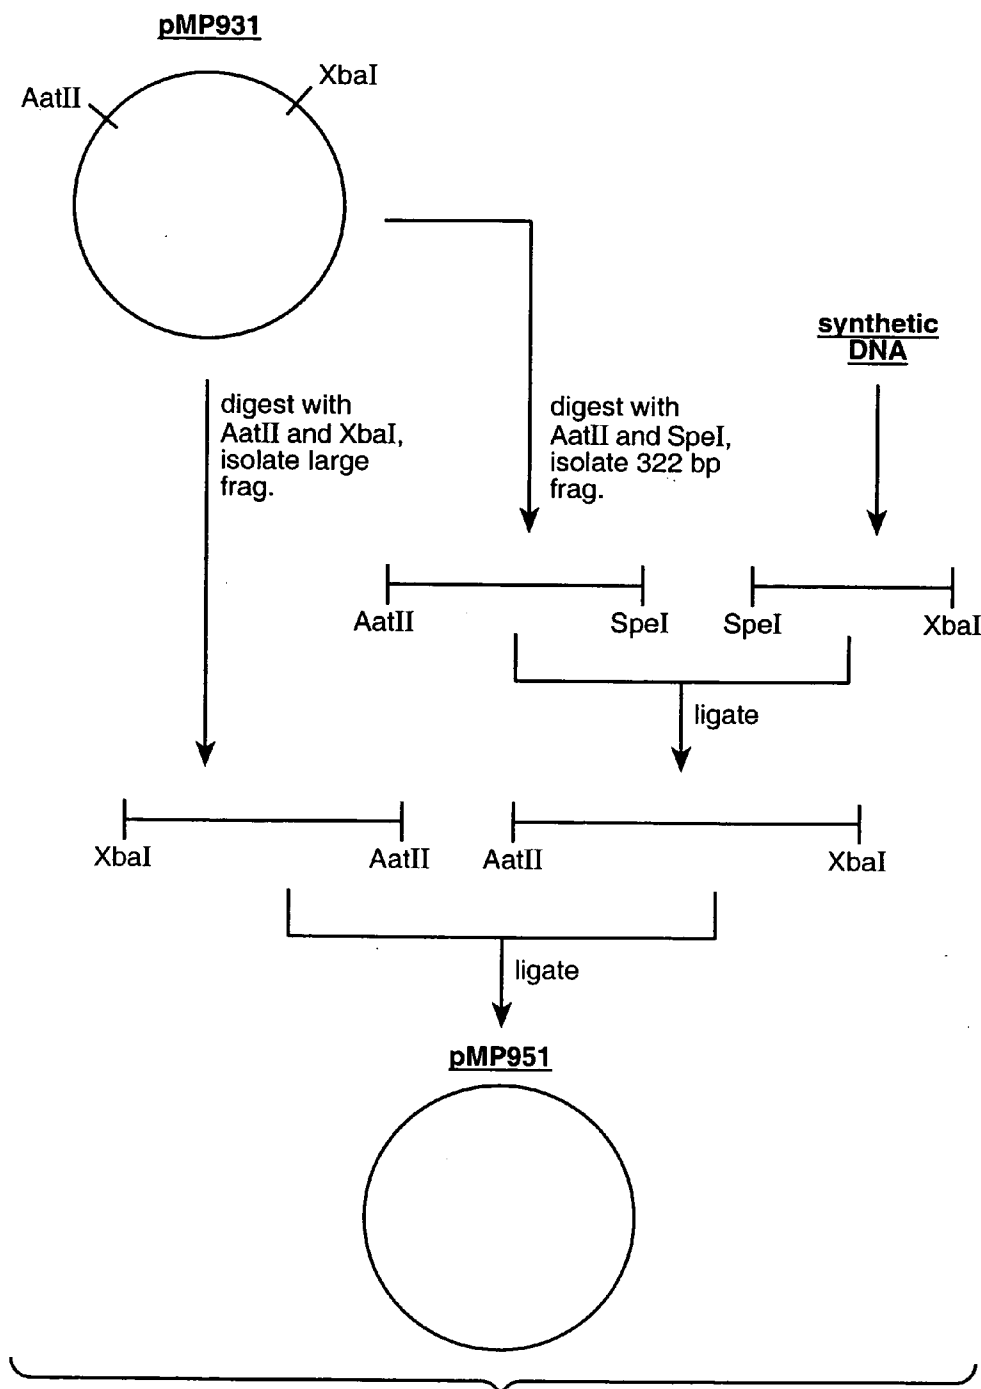 pMP931
AatII
XbaI
synthetic
DNA
digest with
AatII and XbaI,
isolate large
frag.
digest with
AatII and SpeI,
isolate 322 bp
frag.
AatII
SpeI
SpeI
XbaI
ligate
XbaI
AatII
AatII
XbaI
ligate
pMP951